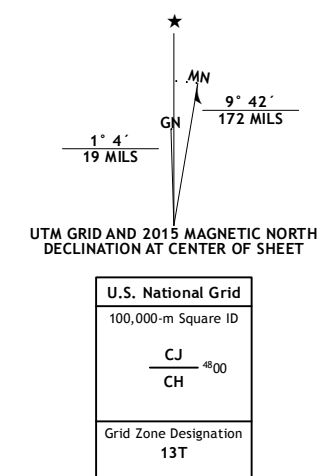 ★
MN
GN
9° 42´
172 MILS
1° 4´
19 MILS
UTM GRID AND 2015 MAGNETIC NORTH
DECLINATION AT CENTER OF SHEET
U.S. National Grid
100,000-m Square ID
CJ
4800
CH
Grid Zone Designation
13T